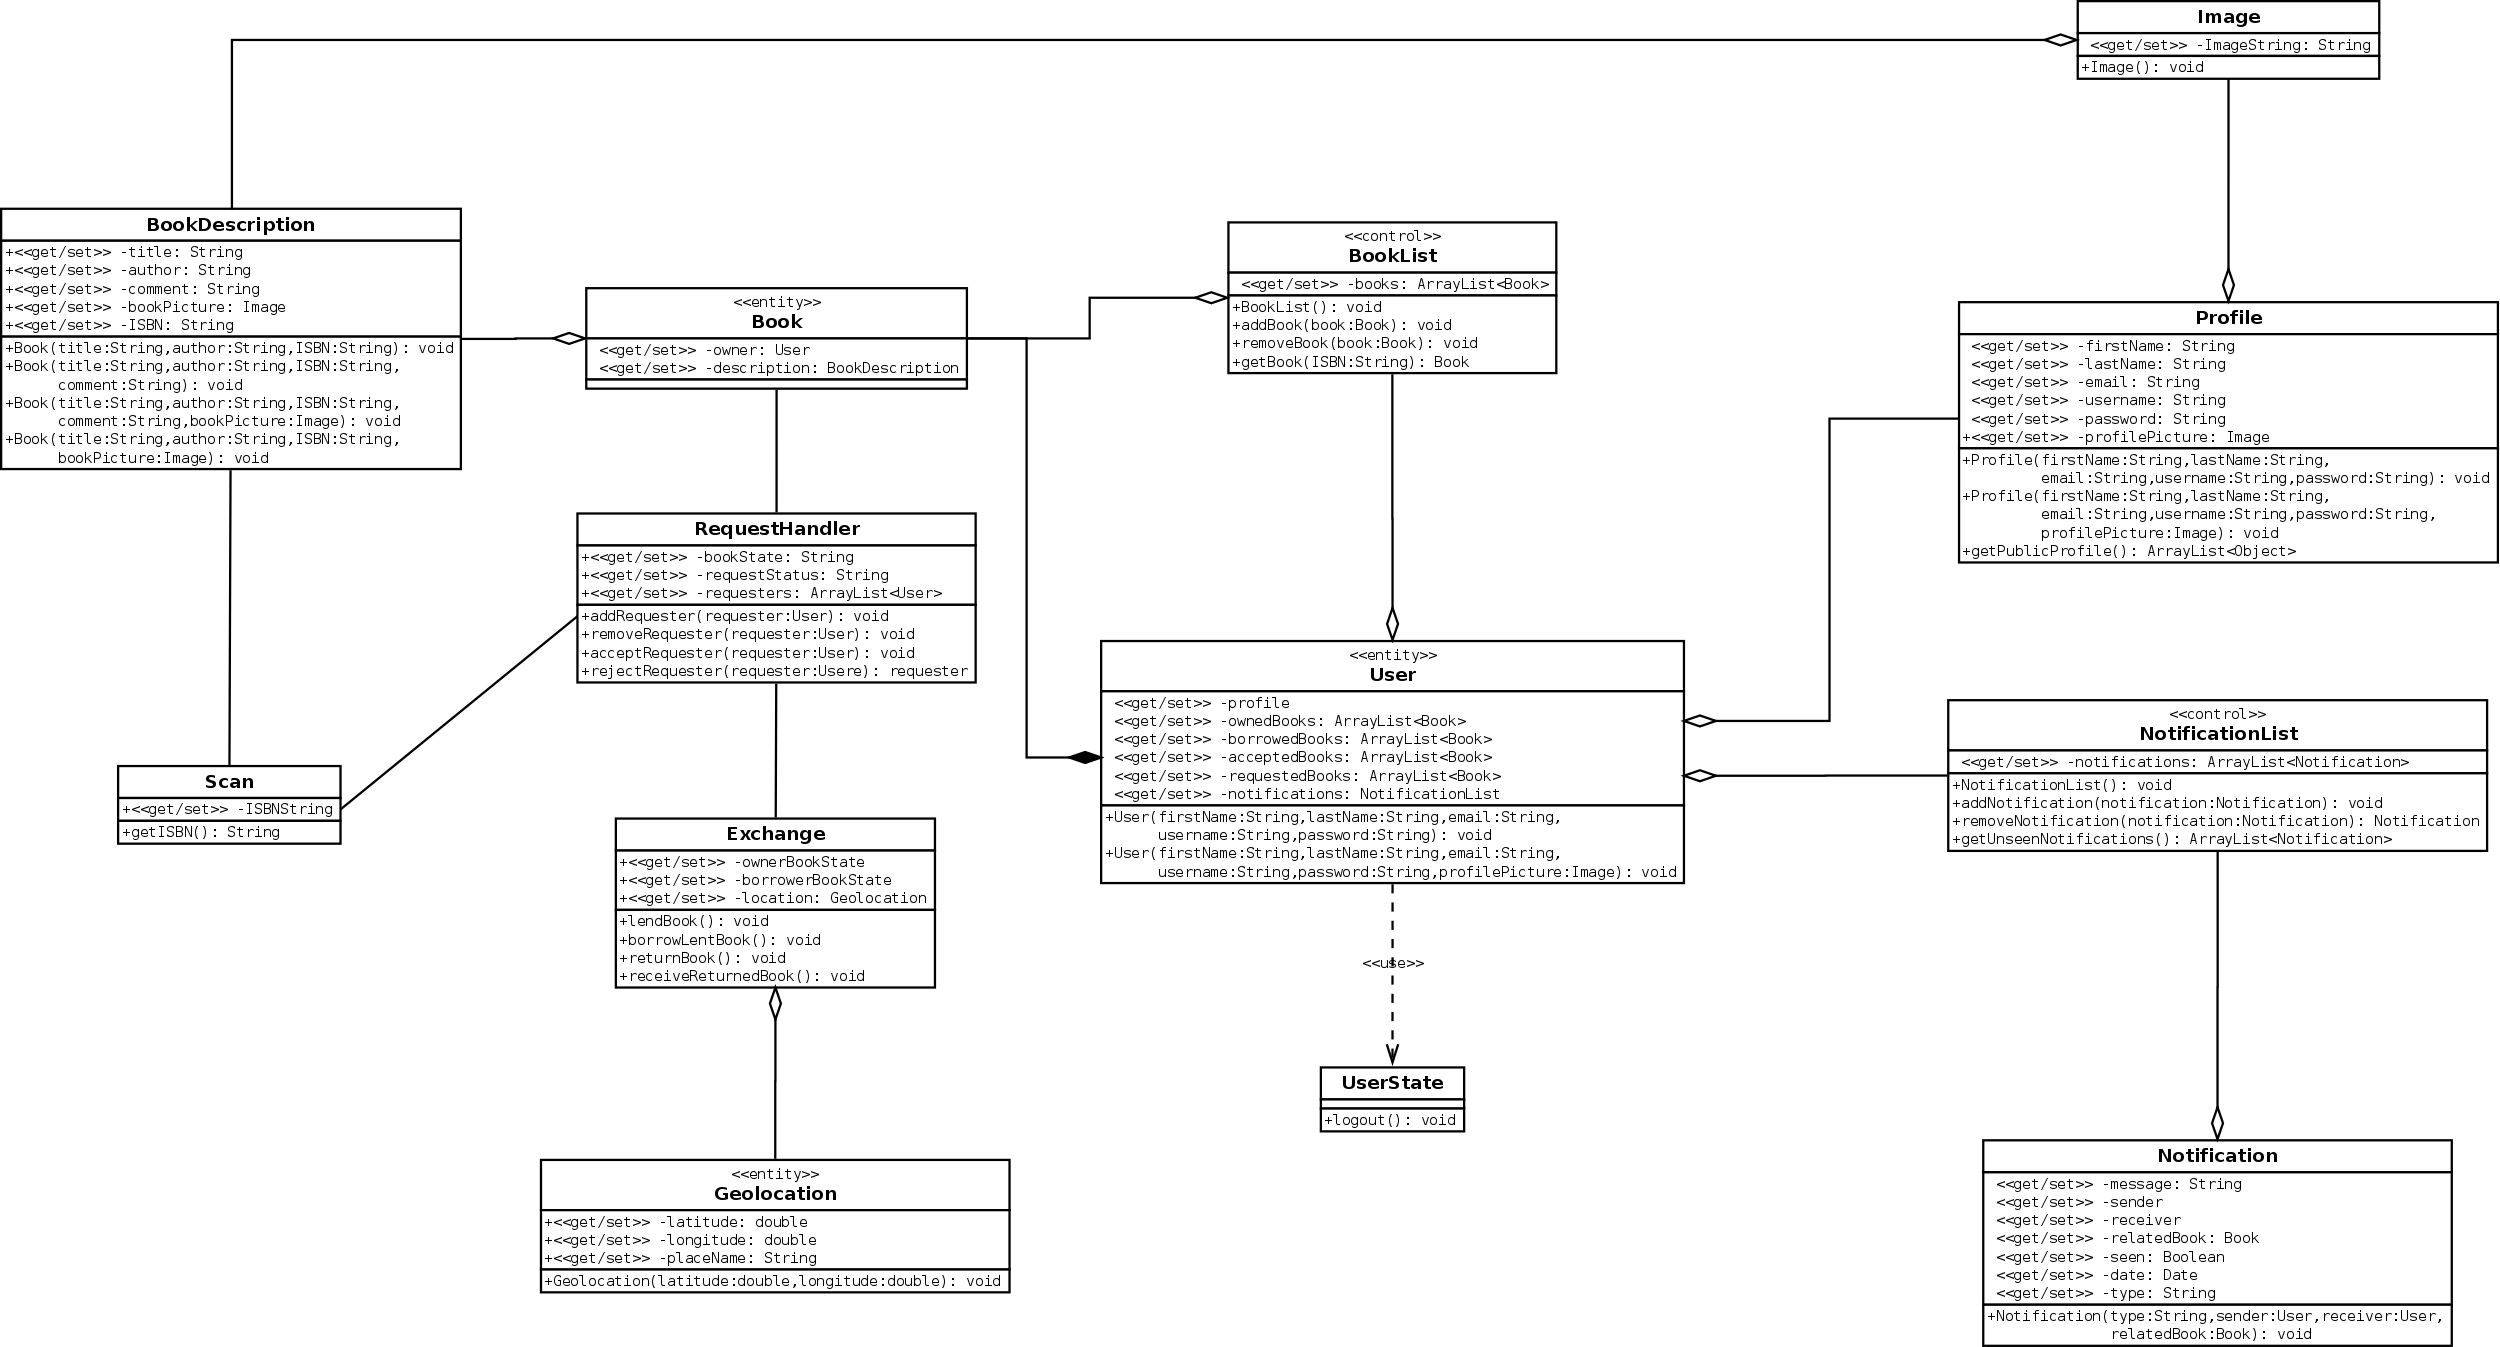 Image
<<get/set>> -ImageString: String
+Image(): void
BookDescription
+<<get/set>> -title: String
+<<get/set>> -author: String
+<<get/set>> -comment: String
+<<get/set>> -bookPicture: Image
+<<get/set>> -ISBN: String
+Book(title:String,author:String,ISBN:String): void
+Book(title:String,author:String,ISBN:String,
comment:String): void
+Book(title:String,author:String,ISBN:String,
comment:String,bookPicture:Image): void
+Book(title:String,author:String,ISBN:String,
bookPicture:Image): void
<<entity>>
Book
<<get/set>> -owner: User
<<get/set>> -description: BookDescription
<<control>>
BookList
<<get/set>> -books: ArrayList<Book>
+BookList(): void
+addBook(book:Book): void
+removeBook(book:Book): void
+getBook(ISBN:String): Book
Profile
<<get/set>> -firstName: String
<<get/set>> -lastName: String
<<get/set>> -email: String
<<get/set>> -username: String
<<get/set>> -password: String
+<<get/set>> -profilePicture: Image
+Profile(firstName:String,lastName:String,
email:String,username:String,password:String): void
+Profile(firstName:String,lastName:String,
email:String,username:String,password:String,
profilePicture:Image): void
+getPublicProfile(): ArrayList<Object>
RequestHandler
+<<get/set>> -bookState: String
+<<get/set>> -requestStatus: String
+<<get/set>> -requesters: ArrayList<User>
+addRequester(requester:User): void
+removeRequester(requester:User): void
+acceptRequester(requester:User): void
+rejectRequester(requester:Usere): requester
<<entity>>
User
<<get/set>> -profile
<<get/set>> -ownedBooks: ArrayList<Book>
<<get/set>> -borrowedBooks: ArrayList<Book>
<<get/set>> -acceptedBooks: ArrayList<Book>
<<get/set>> -requestedBooks: ArrayList<Book>
<<get/set>> -notifications: NotificationList
+User(firstName:String,lastName:String,email:String,
username:String,password:String): void
+User(firstName:String,lastName:String,email:String,
username:String,password:String,profilePicture:Image): void
<<control>>
NotificationList
<<get/set>> -notifications: ArrayList<Notification>
+NotificationList(): void
+addNotification(notification:Notification): void
+removeNotification(notification:Notification): Notification
+getUnseenNotifications(): ArrayList<Notification>
Scan
+<<get/set>> -ISBNString
+getISBN(): String
Exchange
+<<get/set>> -ownerBookState
+<<get/set>> -borrowerBookState
+<<get/set>> -location: Geolocation
+lendBook(): void
+borrowLentBook(): void
+returnBook(): void
+receiveReturnedBook(): void
<<use>>
UserState
+logout(): void
<<entity>>
Geolocation
+<<get/set>> -latitude: double
+<<get/set>> -longitude: double
+<<get/set>> -placeName: String
+Geolocation(latitude:double,longitude:double): void
Notification
<<get/set>> -message: String
<<get/set>> -sender
<<get/set>> -receiver
<<get/set>> -relatedBook: Book
<<get/set>> -seen: Boolean
<<get/set>> -date: Date
<<get/set>> -type: String
+Notification(type:String,sender:User,receiver:User,
relatedBook:Book): void